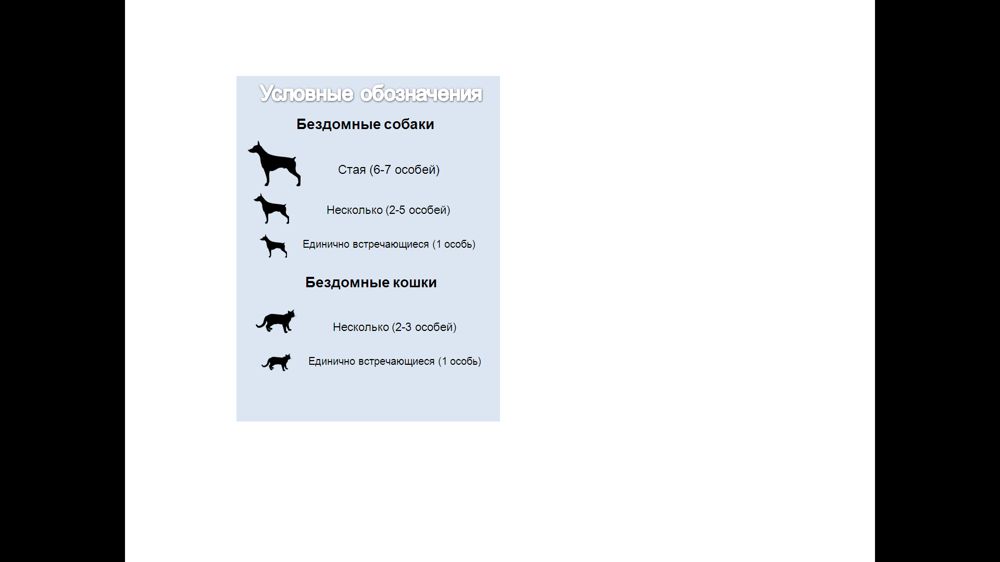 Условные обозначения
Бездомные собаки
Стая (6-7 особей)
Несколько (2-5 особей)
Единично встречающиеся (1 особь)
Бездомные кошки
Несколько (2-3 особей)
Единично встречающиеся (1 особь)